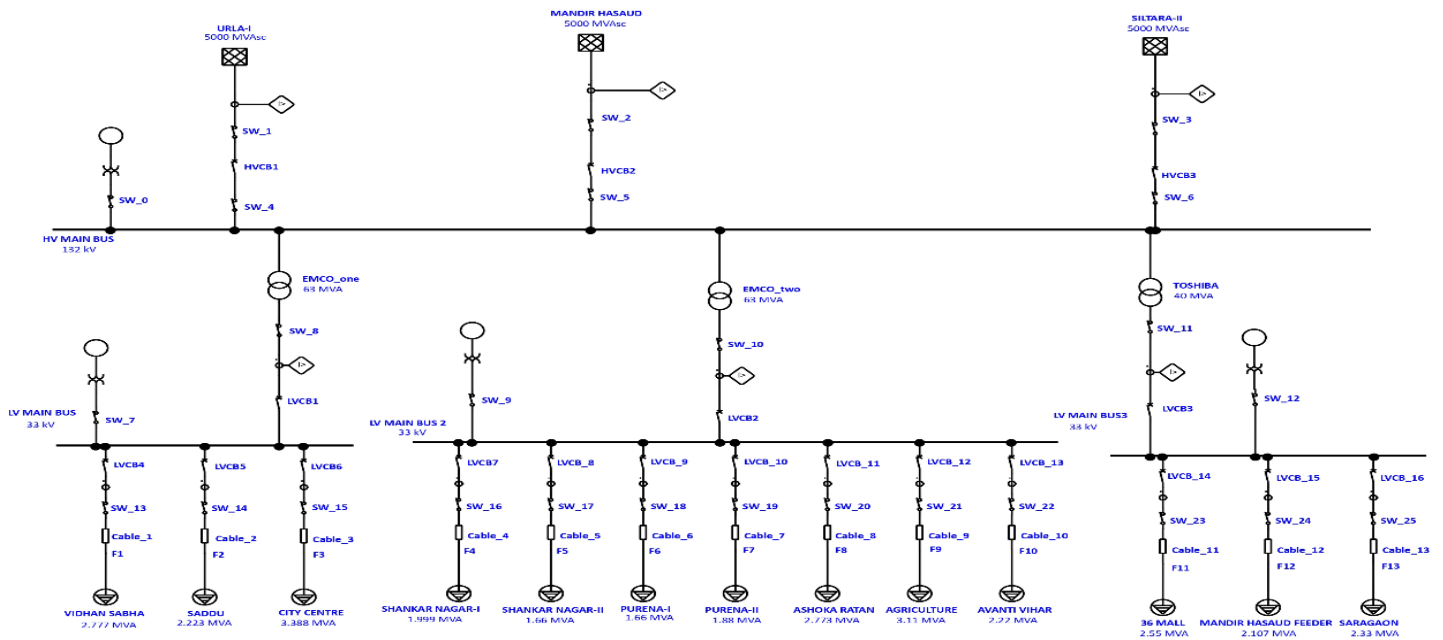 URLA-I
5000 MVAsc
MANDIR HASAUD
5000 MVAsc
SILTARA-II
5000 MVAsc
SW_1
SW_2
SW_3
HVCB1
HVCB2
HVCB3
SW_0
SW_4
SW_5
SW_6
HV MAIN BUS
132 kV
EMCO_one
63 MVA
EMCO_two
63 MVA
TOSHIBA
40 MVA
SW_8
SW_10
SW_11
I>
I>
I>
I>
I>
I>
LVCB1
LVCB2
LVCB3
SW_7
SW_9
SW_12
LV MAIN BUS
33 kV
LV MAIN BUS 2
33 kV
LV MAIN BUS3
33 kV
LVCB4
LVCB5
LVCB6
LVCB7
LVCB_8
LVCB_9
LVCB_10
LVCB_11
LVCB_12
LVCB_13
LVCB_14
LVCB_15
LVCB_16
SW_13
SW_14
SW_15
SW_16
SW_17
SW_18
SW_19
SW_20
SW_21
SW_22
SW_23
SW_24
SW_25
Cable_1
Cable_2
Cable_3
Cable_4
Cable_5
Cable_6
Cable_7
Cable_8
Cable_9
Cable_10
Cable_11
Cable_12
Cable_13
F1
F2
F3
F4
F5
F6
F7
F8
F9
F10
F11
F12
F13
VIDHAN SABHA
2.777 MVA
SADDU
2.223 MVA
CITY CENTRE
3.388 MVA
SHANKAR NAGAR-I
1.999 MVA
SHANKAR NAGAR-II
1.66 MVA
PURENA-I
1.66 MVA
PURENA-II
1.88 MVA
ASHOKA RATAN
2.773 MVA
AGRICULTURE
3.11 MVA
AVANTI VIHAR
2.22 MVA
36 MALL
2.55 MVA
MANDIR HASAUD FEEDER
2.107 MVA
SARAGAON
2.33 MVA